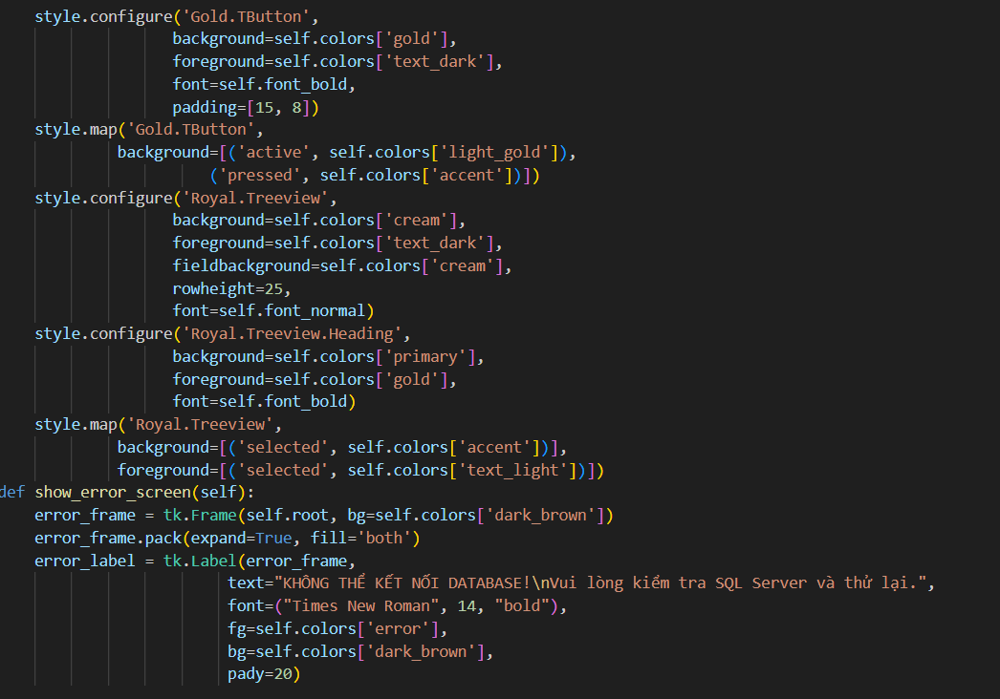 style.configure('Gold.TButton',
background=self.colors['gold'],
foreground=self.colors['text_dark'],
font=self.font_bold,
padding=[15, 8])
style.map('Gold.TButton',
background=[('active', self.colors['light_gold']),
('pressed', self.colors['accent'])])
style.configure('Royal.Treeview',
background=self.colors['cream'],
foreground=self.colors['text_dark'],
fieldbackground=self.colors['cream'],
rowheight=25,
font=self.font_normal)
style.configure('Royal.Treeview.Heading',
background=self.colors['primary'],
foreground=self.colors['gold'],
font=self.font_bold)
style.map('Royal.Treeview',
background=[('selected', self.colors['accent'])],
foreground=[('selected', self.colors['text_light'])])
def show_error_screen(self):
error_frame = tk.Frame(self.root, bg=self.colors['dark_brown'])
error_frame.pack(expand=True, fill='both')
error_label = tk.Label(error_frame,
text="KHÔNG THỂ KẾT NỐI DATABASE!\nVui lòng kiểm tra SQL Server và thử lại.",
font=("Times New Roman", 14, "bold"),
fg=self.colors['error'],
bg=self.colors['dark_brown'],
pady=20)